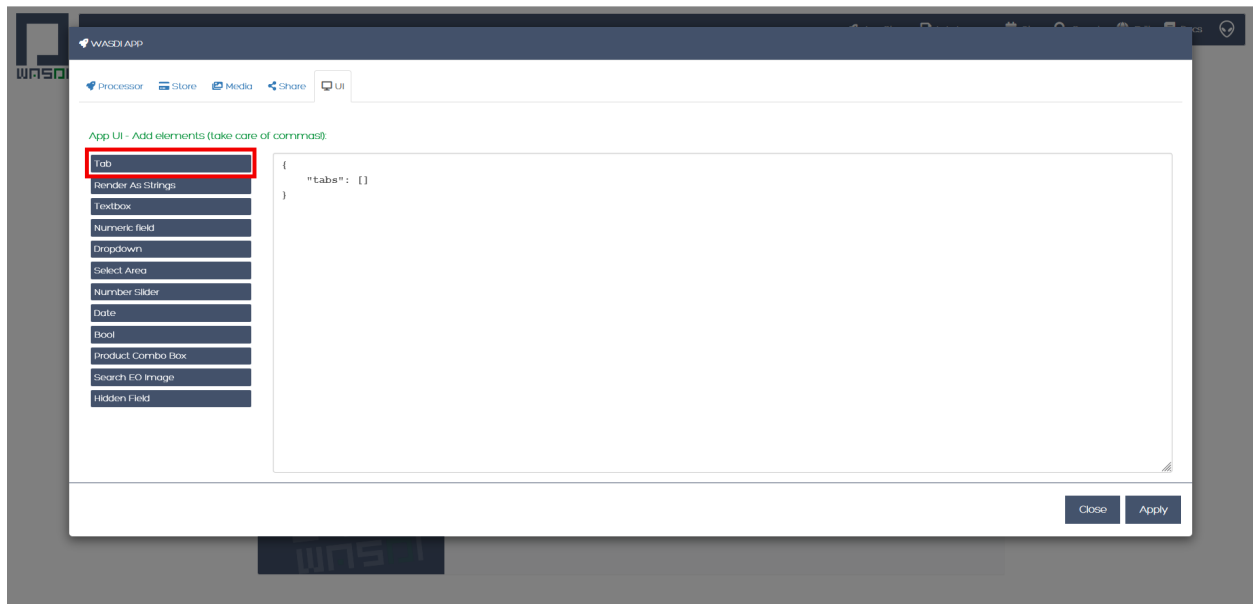 WASDI APP
Processor Store Media Share UI
App UI - Add elements (take care of commas!):
Tab
Render As Strings
Textbox
Numeric field
Dropdown
Select Area
Number Slider
Date
Bool
Product Combo Box
Search EO Image
Hidden Field
{
"tabs": []
}
Close Apply
WASDI